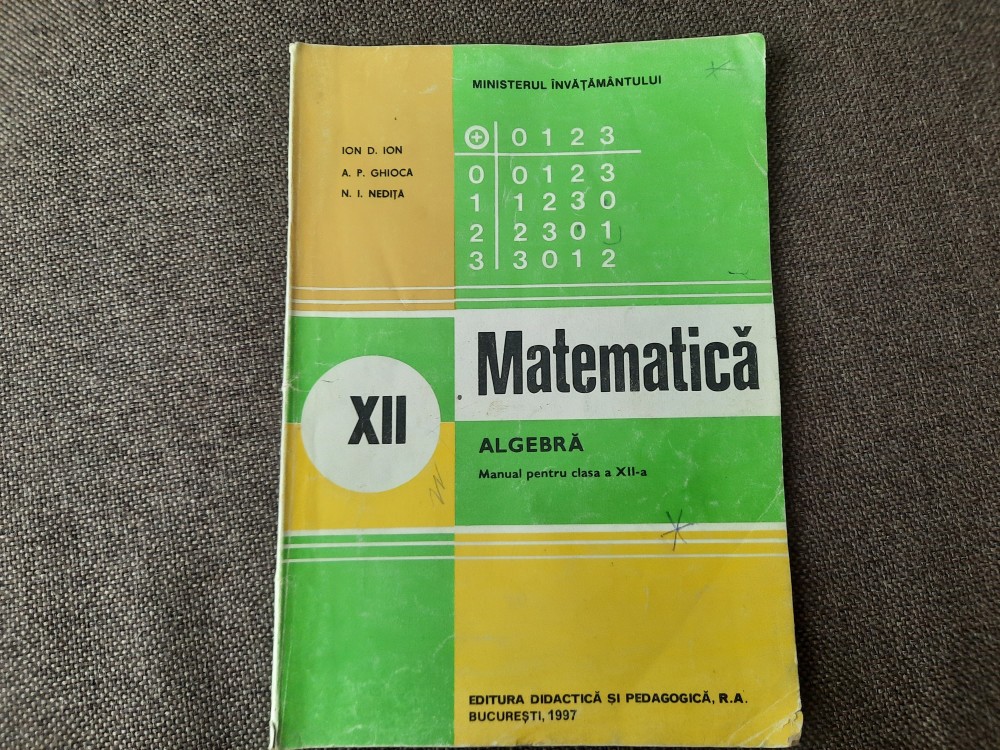 MINISTERUL ÎNVĂȚĂMÂNTULUI
ION D. ION
A. P. GHIOCA
N. I. NEDIȚĂ
⊕ 0 1 2 3
0 0 1 2 3
1 1 2 3 0
2 2 3 0 1
3 3 0 1 2
XII
Matematică
ALGEBRĂ
Manual pentru clasa a XII-a
EDITURA DIDACTICĂ ȘI PEDAGOGICĂ, R.A.
BUCUREȘTI, 1997